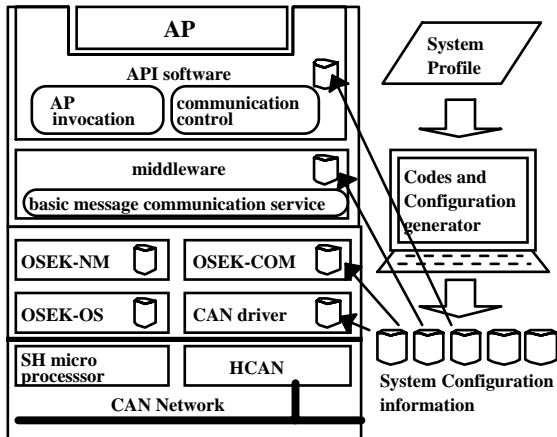 AP
API software
AP
invocation
communication
control
middleware
basic message communication service
OSEK-NM
OSEK-COM
OSEK-OS
CAN driver
SH micro
processsor
HCAN
CAN Network
System
Profile
Codes and
Configuration
generator
System Configuration
information